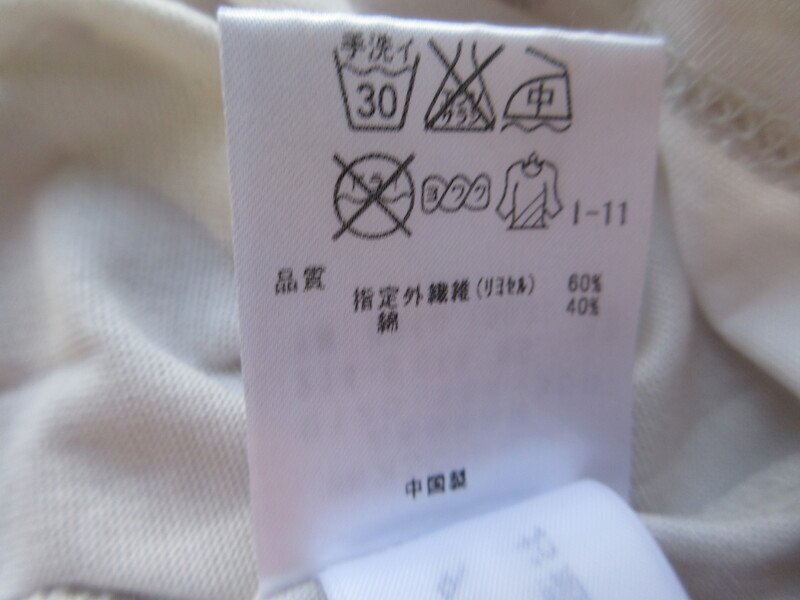 手洗イ
30
中
ヨワク
I-11
品質
指定外繊維(リヨセル) 60%
綿 40%
中国製